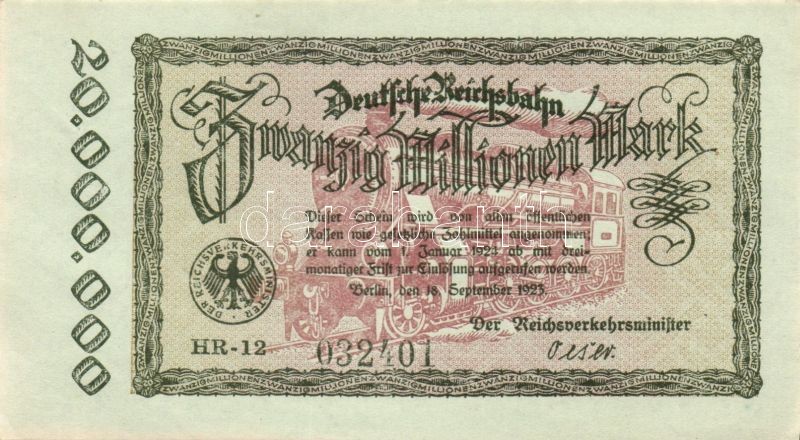 20.000.000
ZWANZIGMILLIONENZWANZIGMILLIONENZWANZIGMILLIONENZWANZIGMILLIONEN
Deutsche Reichsbahn
Zwanzig Millionen Mark
Dieser Schein wird von allen öffentlichen
Kassen wie gesetzliche Zahlmittel angenommen,
er kann vom 1. Januar 1924 ab mit drei-
monatiger Frist zur Einlösung aufgerufen werden.
Berlin, den 18. September 1923
Der Reichsverkehrsminister
Oeser.
DER REICHSVERKEHRSMINISTER
HR-12
032401